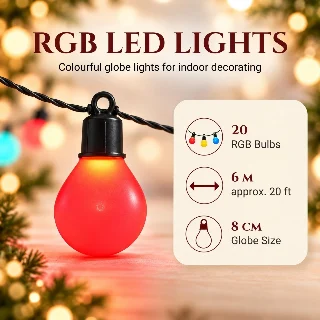 RGB LED LIGHTS
Colourful globe lights for indoor decorating
20
RGB Bulbs
6 M
approx. 20 ft
8 CM
Globe Size